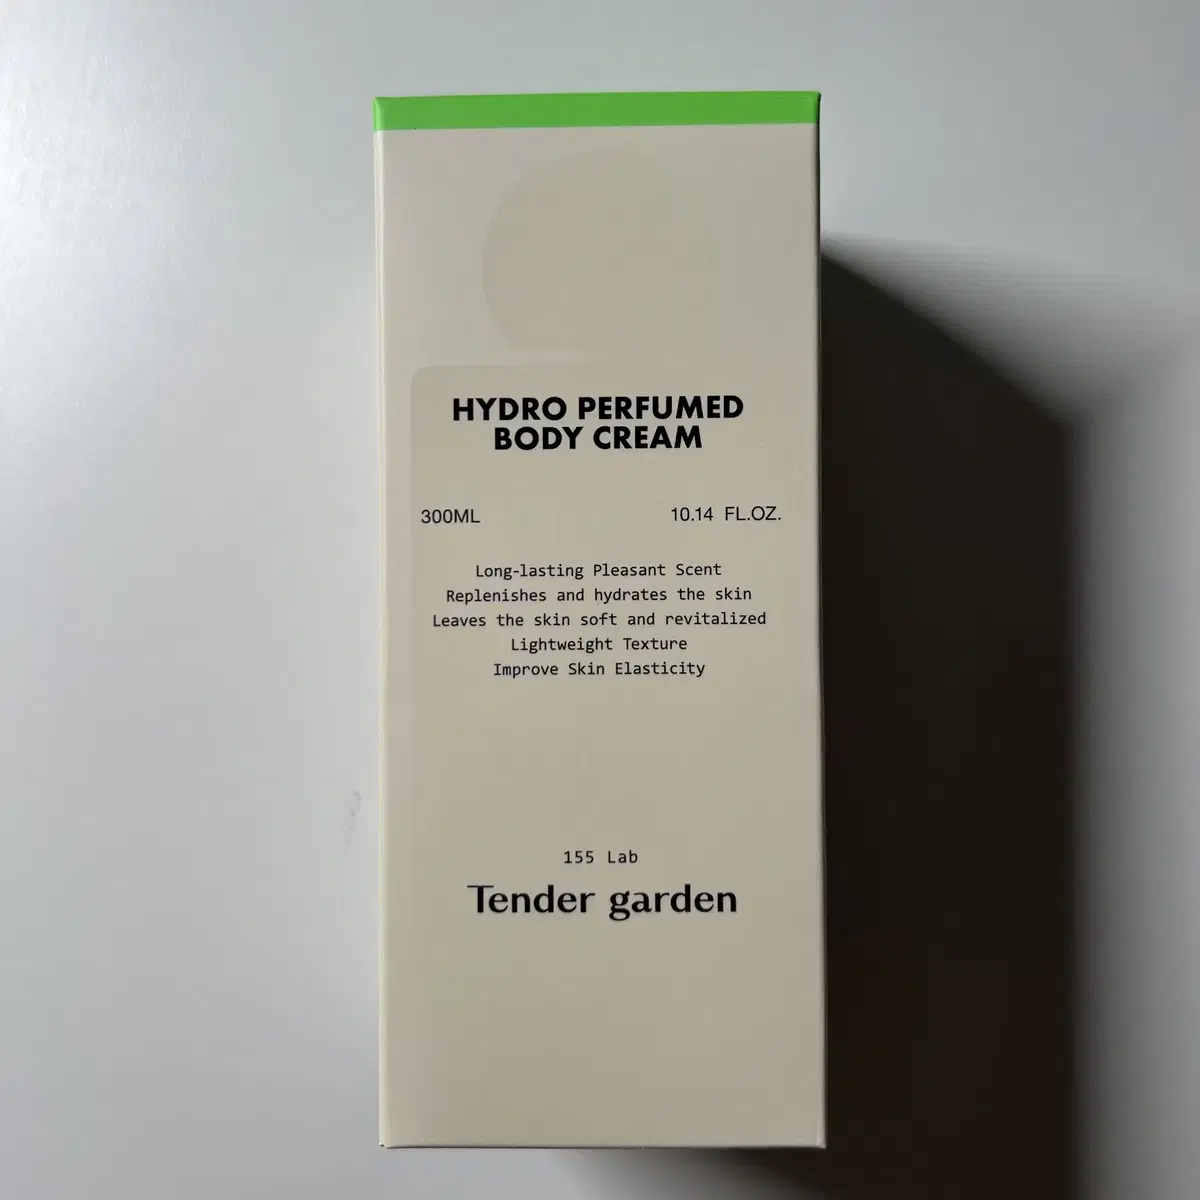 HYDRO PERFUMED
BODY CREAM
300ML 10.14 FL.OZ.
Long-lasting Pleasant Scent
Replenishes and hydrates the skin
Leaves the skin soft and revitalized
Lightweight Texture
Improve Skin Elasticity
155 Lab
Tender garden